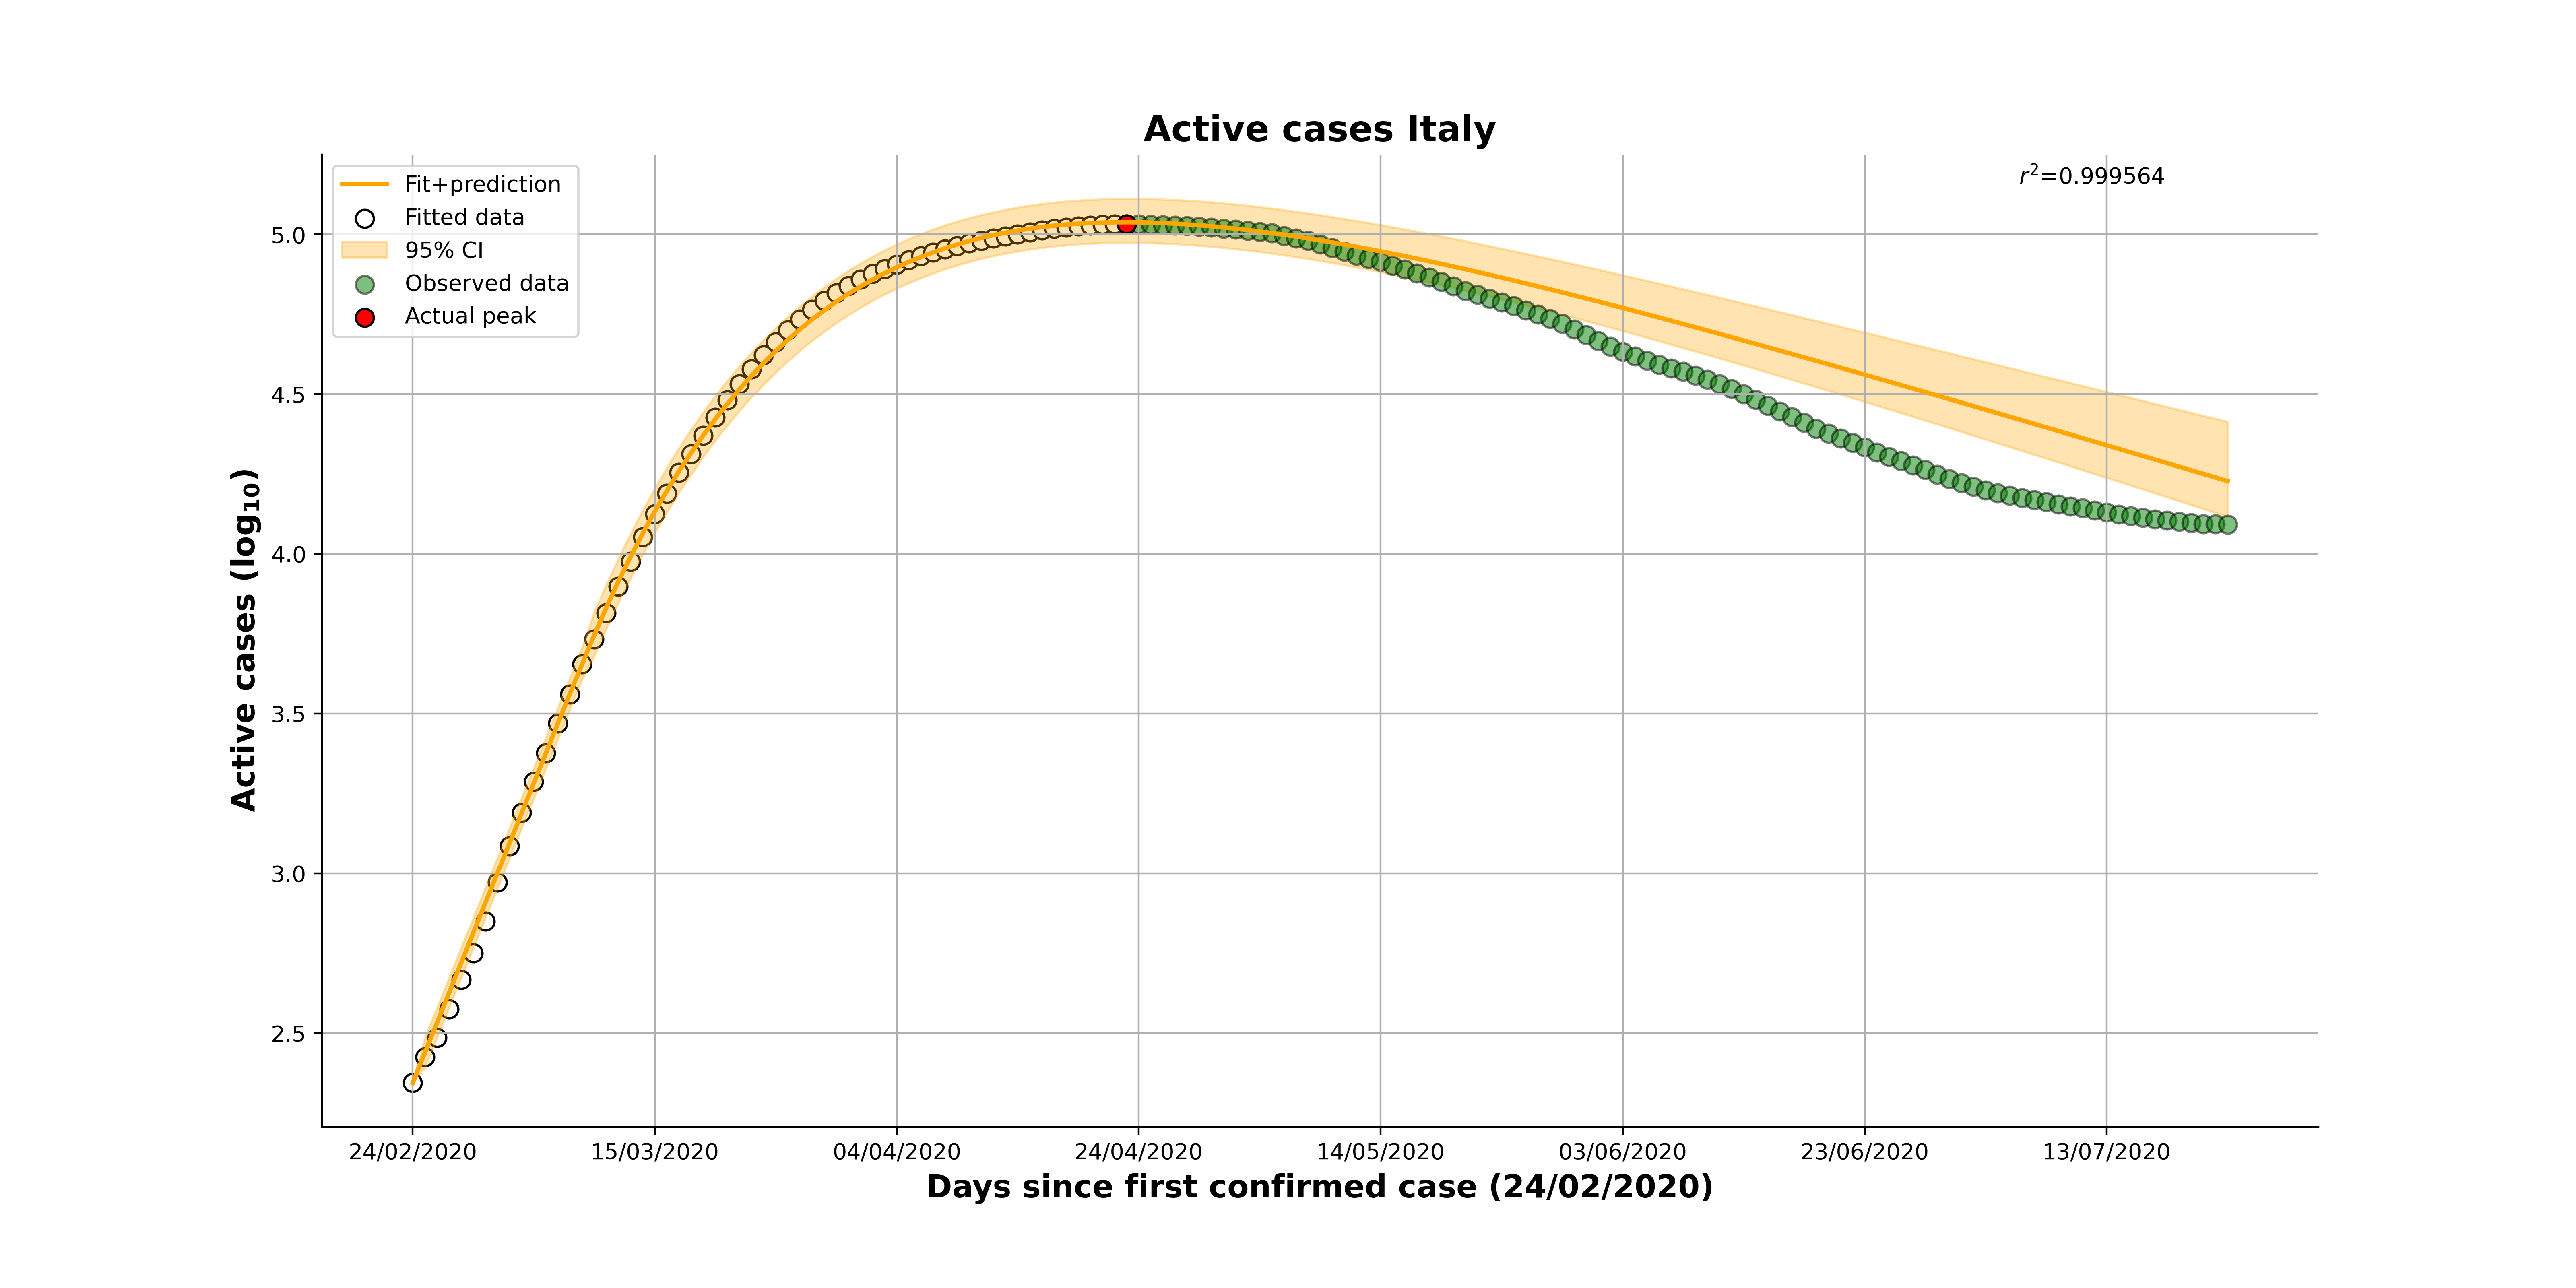 Active cases Italy
Fit+prediction
Fitted data
95% CI
Observed data
Actual peak
r²=0.999564
Active cases (log₁₀)
5.0
4.5
4.0
3.5
3.0
2.5
24/02/2020 15/03/2020 04/04/2020 24/04/2020 14/05/2020 03/06/2020 23/06/2020 13/07/2020
Days since first confirmed case (24/02/2020)